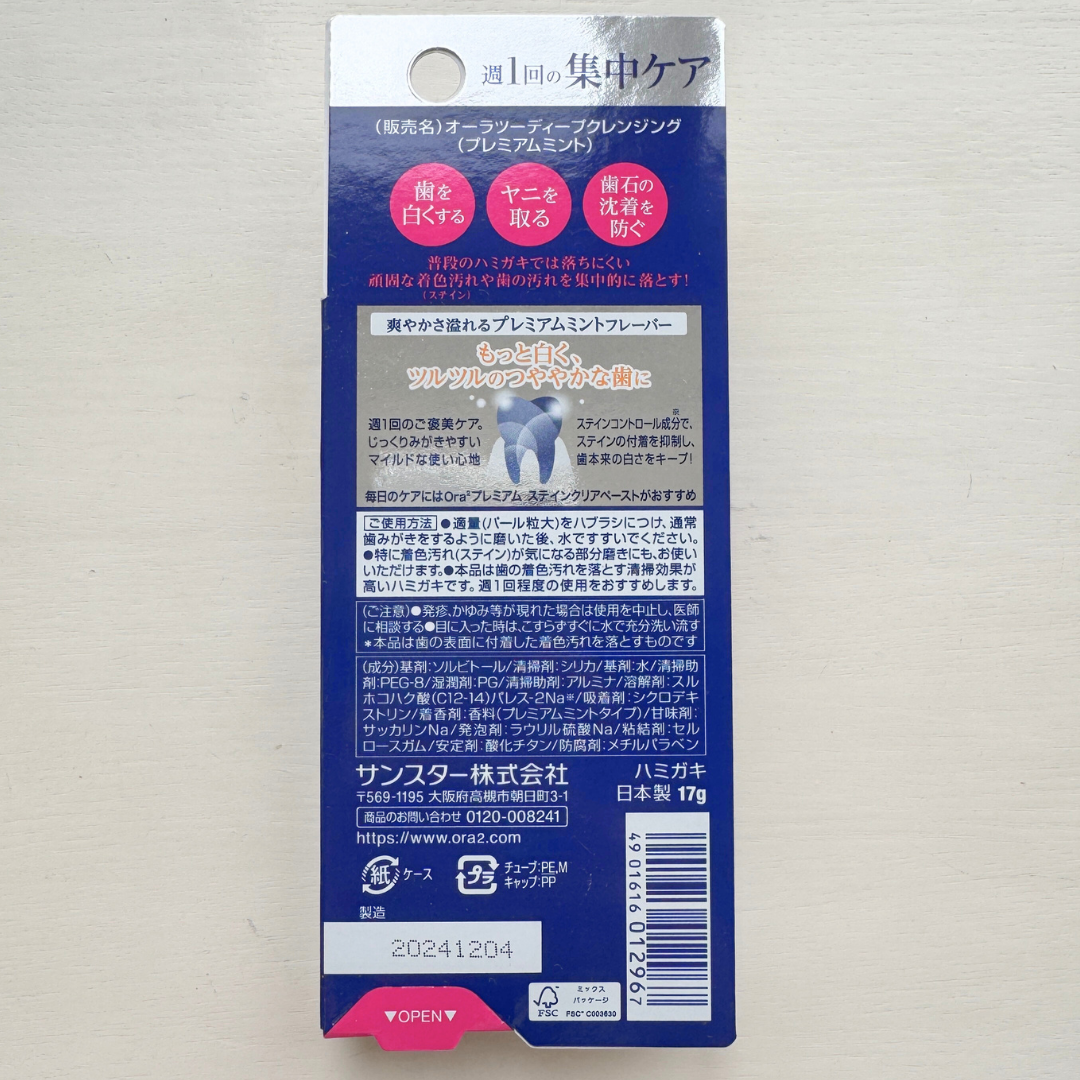 週1回の集中ケア
(販売名)オーラツーディープクレンジング
(プレミアムミント)
歯を
白くする
ヤニを
取る
歯石の
沈着を
防ぐ
普段のハミガキでは落ちにくい
頑固な着色汚れや歯の汚れを集中的に落とす!
(ステイン)
爽やかさ溢れるプレミアムミントフレーバー
もっと白く、
ツルツルのつややかな歯に
週1回のご褒美ケア。
じっくりみがきやすい
マイルドな使い心地
ステインコントロール成分※で、
ステインの付着を抑制し、
歯本来の白さをキープ!
毎日のケアにはOra²プレミアム ステインクリアペーストがおすすめ
ご使用方法 ●適量(パール粒大)をハブラシにつけ、通常
歯みがきをするように磨いた後、水ですすいでください。
●特に着色汚れ(ステイン)が気になる部分磨きにも、お使い
いただけます。●本品は歯の着色汚れを落とす清掃効果が
高いハミガキです。週1回程度の使用をおすすめします。
(ご注意)●発疹、かゆみ等が現れた場合は使用を中止し、医師
に相談する●目に入った時は、こすらずすぐに水で充分洗い流す
*本品は歯の表面に付着した着色汚れを落とすものです
(成分)基剤:ソルビトール/清掃剤:シリカ/基剤:水/清掃助
剤:PEG-8/湿潤剤:PG/清掃助剤:アルミナ/溶解剤:スル
ホコハク酸(C12-14)パレス-2Na※/吸着剤:シクロデキ
ストリン/着香剤:香料(プレミアムミントタイプ)/甘味剤:
サッカリンNa/発泡剤:ラウリル硫酸Na/粘結剤:セル
ロースガム/安定剤:酸化チタン/防腐剤:メチルパラベン
サンスター株式会社
〒569-1195 大阪府高槻市朝日町3-1
商品のお問い合わせ 0120-008241
https://www.ora2.com
ハミガキ
日本製 17g
紙 ケース
プラ チューブ:PE,M
キャップ:PP
4 901616 012967
製造
20241204
FSC
ミックス
パッケージ
FSC® C003630
▼OPEN▼